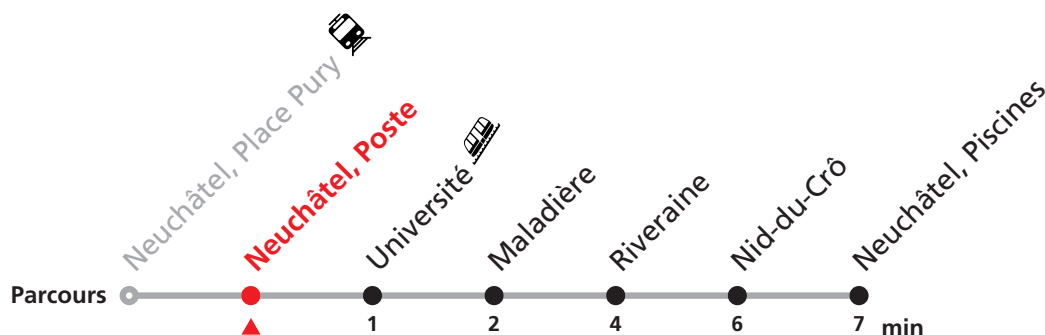 Neuchâtel, Place Pury
Neuchâtel, Poste
Université
Maladière
Riveraine
Nid-du-Crô
Neuchâtel, Piscines
Parcours
1 2 4 6 7 min